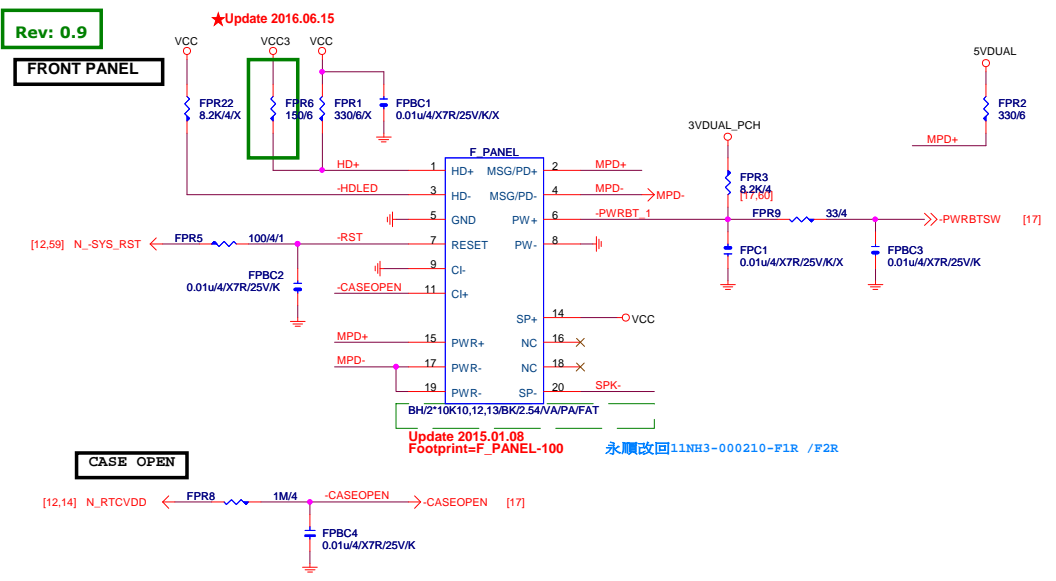 ★Update 2016.06.15
Rev: 0.9
FRONT PANEL
VCC
VCC3
VCC
5VDUAL
FPR22
8.2K/4/X
FPR6
150/6
FPR1
330/6/X
FPBC1
0.01u/4/X7R/25V/K/X
FPR2
330/6
MPD+
3VDUAL_PCH
F_PANEL
HD+
1
HD+
MSG/PD+
2
MPD+
FPR3
8.2K/4
-HDLED
3
HD-
MSG/PD-
4
MPD-
MPD-
[17,60]
5
GND
PW+
6
-PWRBT_1
FPR9
33/4
-PWRBTSW
[17]
[12,59]
N_-SYS_RST
FPR5
100/4/1
-RST
7
RESET
PW-
8
FPC1
0.01u/4/X7R/25V/K/X
FPBC3
0.01u/4/X7R/25V/K
9
CI-
FPBC2
0.01u/4/X7R/25V/K
-CASEOPEN
11
CI+
SP+
14
VCC
MPD+
15
PWR+
NC
16
MPD-
17
PWR-
NC
18
19
PWR-
SP-
20
SPK-
BH/2*10K10,12,13/BK/2.54/VA/PA/FAT
Update 2015.01.08
Footprint=F_PANEL-100
永順改回11NH3-000210-F1R /F2R
CASE OPEN
[12,14]
N_RTCVDD
FPR8
1M/4
-CASEOPEN
-CASEOPEN
[17]
FPBC4
0.01u/4/X7R/25V/K